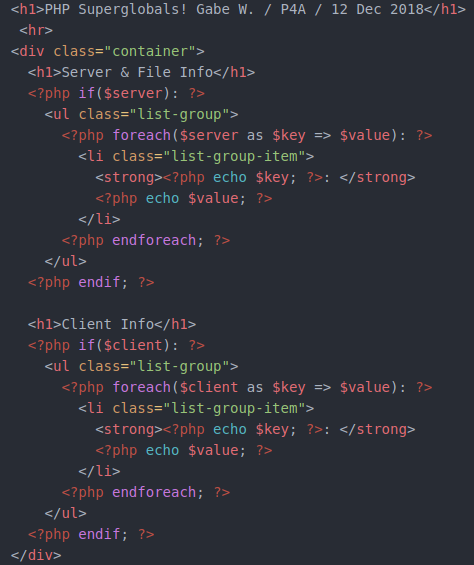 <h1>PHP Superglobals! Gabe W. / P4A / 12 Dec 2018</h1>
 <hr>
<div class="container">
  <h1>Server & File Info</h1>
  <?php if($server): ?>
    <ul class="list-group">
      <?php foreach($server as $key => $value): ?>
        <li class="list-group-item">
          <strong><?php echo $key; ?>: </strong>
          <?php echo $value; ?>
        </li>
      <?php endforeach; ?>
    </ul>
  <?php endif; ?>

  <h1>Client Info</h1>
  <?php if($client): ?>
    <ul class="list-group">
      <?php foreach($client as $key => $value): ?>
        <li class="list-group-item">
          <strong><?php echo $key; ?>: </strong>
          <?php echo $value; ?>
        </li>
      <?php endforeach; ?>
    </ul>
  <?php endif; ?>
</div>